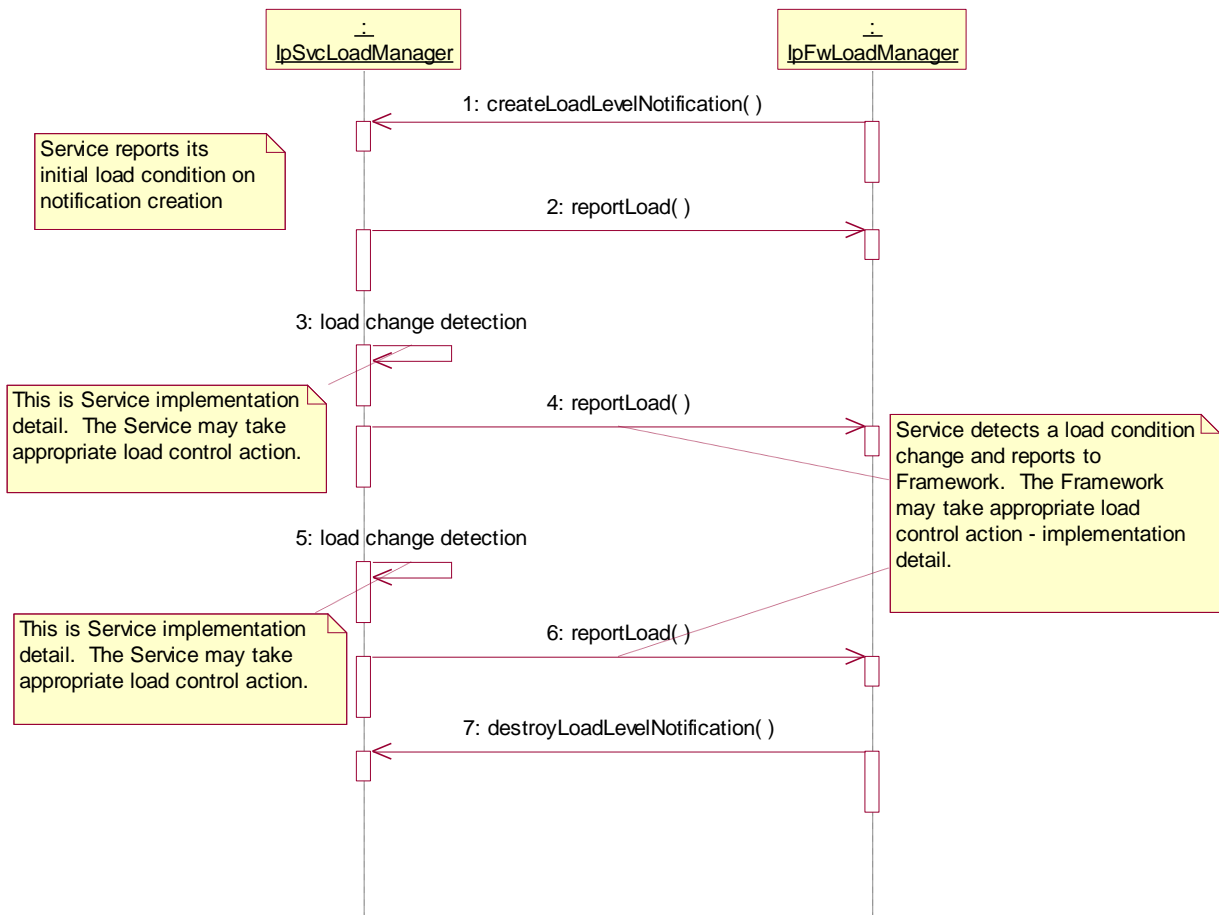 :
IpSvcLoadManager
:
IpFwLoadManager
1: createLoadLevelNotification( )
Service reports its
initial load condition on
notification creation
2: reportLoad( )
3: load change detection
This is Service implementation
detail.  The Service may take
appropriate load control action.
4: reportLoad( )
Service detects a load condition
change and reports to
Framework.  The Framework
may take appropriate load
control action - implementation
detail.
5: load change detection
This is Service implementation
detail.  The Service may take
appropriate load control action.
6: reportLoad( )
7: destroyLoadLevelNotification( )